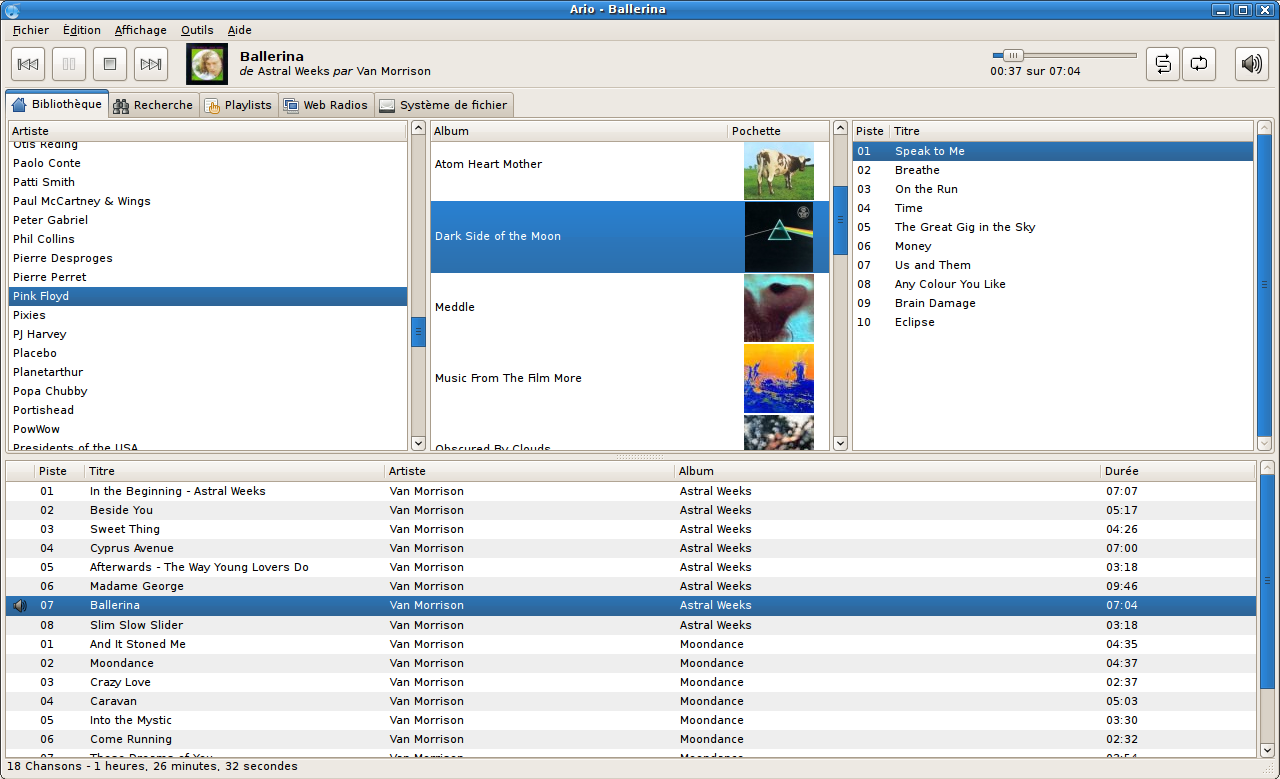 Ario - Ballerina
Fichier Édition Affichage Outils Aide
Ballerina
de Astral Weeks par Van Morrison
00:37 sur 07:04
Bibliothèque Recherche Playlists Web Radios Système de fichier
Artiste
Otis Reding
Paolo Conte
Patti Smith
Paul McCartney & Wings
Peter Gabriel
Phil Collins
Pierre Desproges
Pierre Perret
Pink Floyd
Pixies
PJ Harvey
Placebo
Planetarthur
Popa Chubby
Portishead
PowWow
Presidents of the USA
Album Pochette
Atom Heart Mother
Dark Side of the Moon
Meddle
Music From The Film More
Obscured By Clouds
Piste Titre
01 Speak to Me
02 Breathe
03 On the Run
04 Time
05 The Great Gig in the Sky
06 Money
07 Us and Them
08 Any Colour You Like
09 Brain Damage
10 Eclipse
Piste Titre Artiste Album Durée
01 In the Beginning - Astral Weeks Van Morrison Astral Weeks 07:07
02 Beside You Van Morrison Astral Weeks 05:17
03 Sweet Thing Van Morrison Astral Weeks 04:26
04 Cyprus Avenue Van Morrison Astral Weeks 07:00
05 Afterwards - The Way Young Lovers Do Van Morrison Astral Weeks 03:18
06 Madame George Van Morrison Astral Weeks 09:46
07 Ballerina Van Morrison Astral Weeks 07:04
08 Slim Slow Slider Van Morrison Astral Weeks 03:18
01 And It Stoned Me Van Morrison Moondance 04:35
02 Moondance Van Morrison Moondance 04:37
03 Crazy Love Van Morrison Moondance 02:37
04 Caravan Van Morrison Moondance 05:03
05 Into the Mystic Van Morrison Moondance 03:30
06 Come Running Van Morrison Moondance 02:32
07 These Dreams of You Van Morrison Moondance
18 Chansons - 1 heures, 26 minutes, 32 secondes